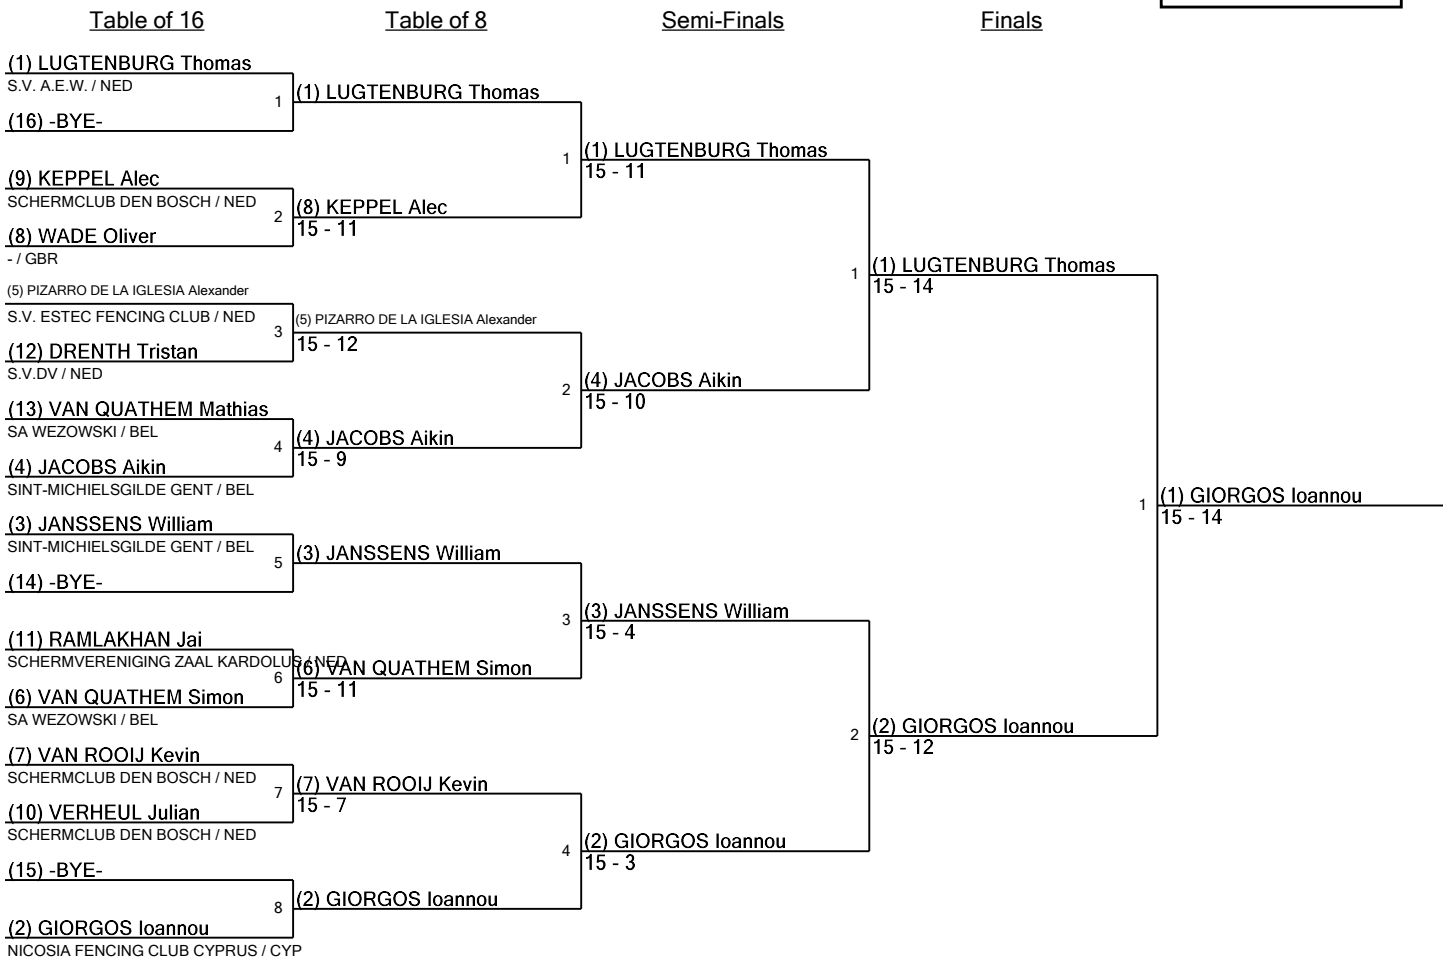 Table of 16
Table of 8
Semi-Finals
Finals
(1) LUGTENBURG Thomas
S.V. A.E.W. / NED
1
(16) -BYE-
(9) KEPPEL Alec
SCHERMCLUB DEN BOSCH / NED
2
(8) WADE Oliver
- / GBR
(5) PIZARRO DE LA IGLESIA Alexander
S.V. ESTEC FENCING CLUB / NED
3
(12) DRENTH Tristan
S.V.DV / NED
(13) VAN QUATHEM Mathias
SA WEZOWSKI / BEL
4
(4) JACOBS Aikin
SINT-MICHIELSGILDE GENT / BEL
(3) JANSSENS William
SINT-MICHIELSGILDE GENT / BEL
5
(14) -BYE-
(11) RAMLAKHAN Jai
SCHERMVERENIGING ZAAL KARDOLUS / NED
6
(6) VAN QUATHEM Simon
SA WEZOWSKI / BEL
(7) VAN ROOIJ Kevin
SCHERMCLUB DEN BOSCH / NED
7
(10) VERHEUL Julian
SCHERMCLUB DEN BOSCH / NED
(15) -BYE-
8
(2) GIORGOS Ioannou
NICOSIA FENCING CLUB CYPRUS / CYP
(1) LUGTENBURG Thomas
1
(8) KEPPEL Alec
15 - 11
(5) PIZARRO DE LA IGLESIA Alexander
15 - 12
2
(4) JACOBS Aikin
15 - 9
(3) JANSSENS William
3
(6) VAN QUATHEM Simon
15 - 11
(7) VAN ROOIJ Kevin
15 - 7
4
(2) GIORGOS Ioannou
(1) LUGTENBURG Thomas
15 - 11
1
(4) JACOBS Aikin
15 - 10
(3) JANSSENS William
15 - 4
2
(2) GIORGOS Ioannou
15 - 3
(1) LUGTENBURG Thomas
15 - 14
1
(2) GIORGOS Ioannou
15 - 12
(1) GIORGOS Ioannou
15 - 14